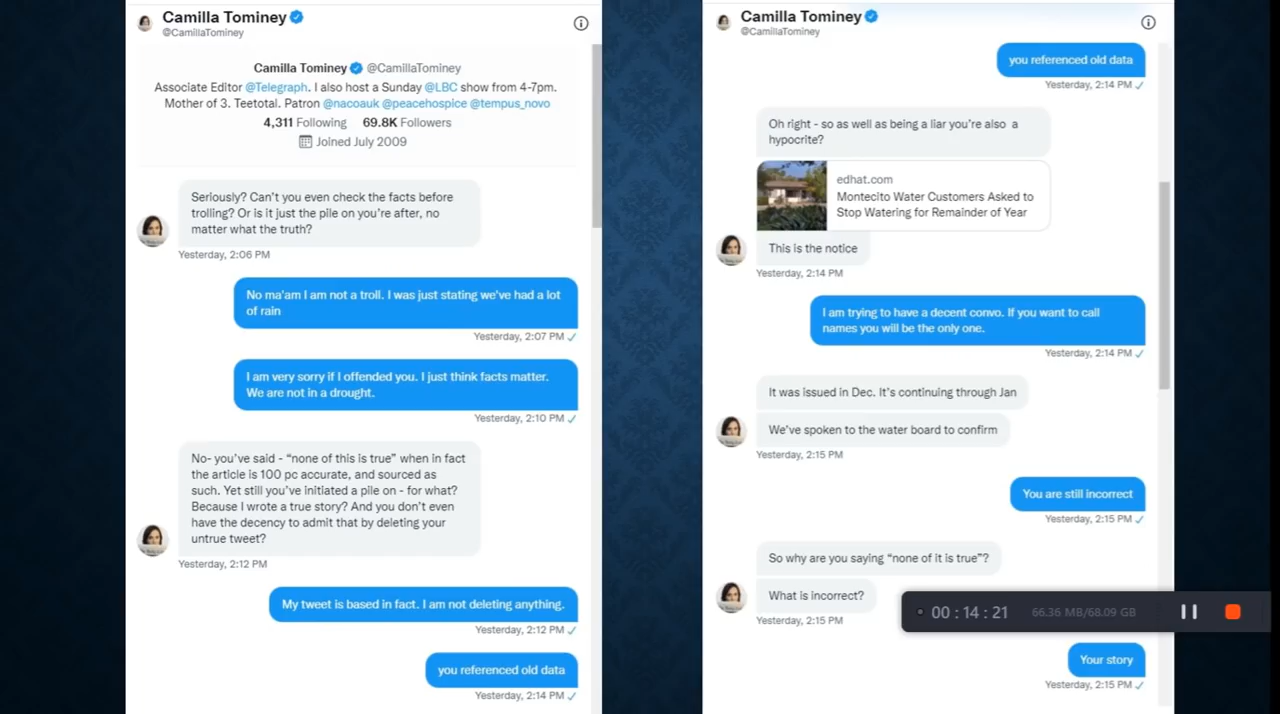 Camilla Tominey
@CamillaTominey
Camilla Tominey @CamillaTominey
Associate Editor @Telegraph. I also host a Sunday @LBC show from 4-7pm.
Mother of 3. Teetotal. Patron @nacoauk @peacehospice @tempus_novo
4,311 Following 69.8K Followers
Joined July 2009
Seriously? Can't you even check the facts before
trolling? Or is it just the pile on you're after, no
matter what the truth?
Yesterday, 2:06 PM
No ma'am I am not a troll. I was just stating we've had a lot
of rain
Yesterday, 2:07 PM
I am very sorry if I offended you. I just think facts matter.
We are not in a drought.
Yesterday, 2:10 PM
No- you've said - "none of this is true" when in fact
the article is 100 pc accurate, and sourced as
such. Yet still you've initiated a pile on - for what?
Because I wrote a true story? And you don't even
have the decency to admit that by deleting your
untrue tweet?
Yesterday, 2:12 PM
My tweet is based in fact. I am not deleting anything.
Yesterday, 2:12 PM
you referenced old data
Yesterday, 2:14 PM
Camilla Tominey
@CamillaTominey
you referenced old data
Yesterday, 2:14 PM
Oh right - so as well as being a liar you're also a
hypocrite?
edhat.com
Montecito Water Customers Asked to
Stop Watering for Remainder of Year
This is the notice
Yesterday, 2:14 PM
I am trying to have a decent convo. If you want to call
names you will be the only one.
Yesterday, 2:14 PM
It was issued in Dec. It's continuing through Jan
We've spoken to the water board to confirm
Yesterday, 2:15 PM
You are still incorrect
Yesterday, 2:15 PM
So why are you saying "none of it is true"?
What is incorrect?
Yesterday, 2:15 PM
00 : 14 : 21 66.36 MB/68.09 GB
Your story
Yesterday, 2:15 PM